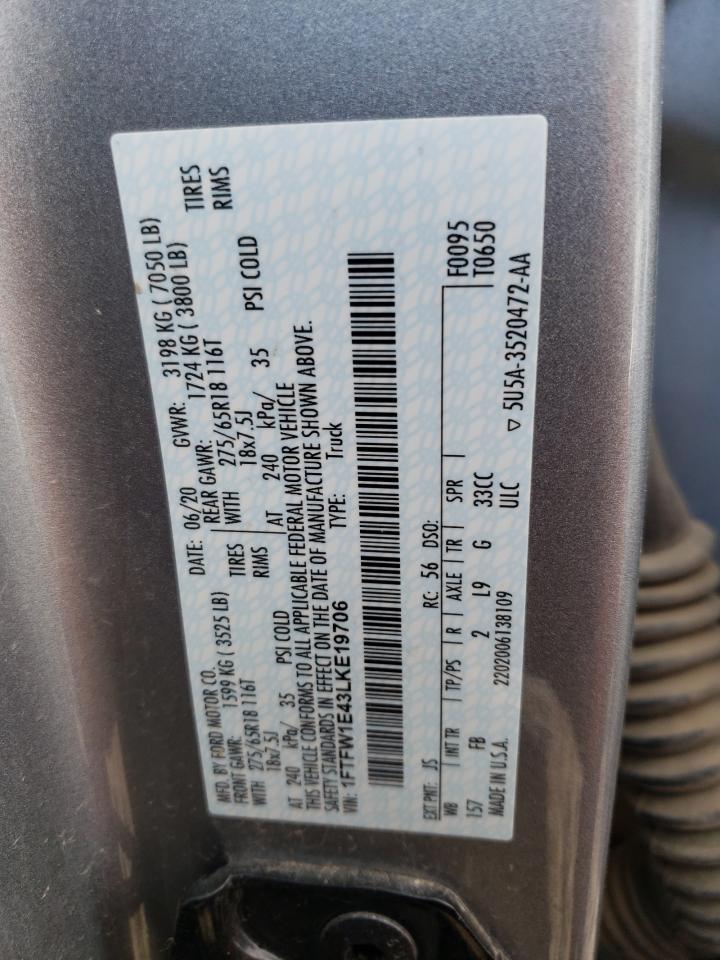 MFD. BY FORD MOTOR CO. DATE: 06/20 GVWR: 3198 KG ( 7050 LB)
FRONT GAWR: 1599 KG ( 3525 LB) REAR GAWR: 1724 KG ( 3800 LB)
WITH 275/65R18 116T TIRES WITH 275/65R18 116T TIRES
18x7.5J RIMS 18x7.5J RIMS
AT 240 kPa/ 35 PSI COLD AT 240 kPa/ 35 PSI COLD
THIS VEHICLE CONFORMS TO ALL APPLICABLE FEDERAL MOTOR VEHICLE
SAFETY STANDARDS IN EFFECT ON THE DATE OF MANUFACTURE SHOWN ABOVE.
VIN: 1FTFW1E43LKE19706 TYPE: Truck
EXT PNT: JS RC: 56 DSO: F0095
WB INT TR TP/PS R AXLE TR SPR T0650
157 FB 2 L9 G 33CC
MADE IN U.S.A. 2202006138109 ULC ▽ 5U5A-3520472-AA